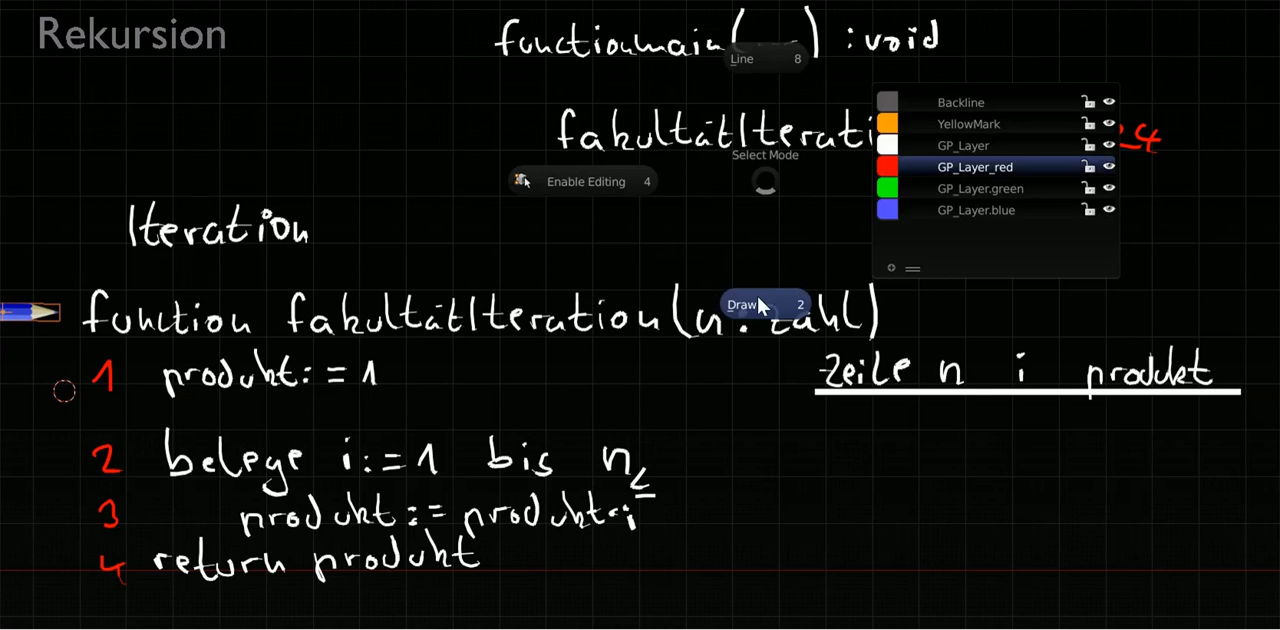 Rekursion
functionmain( ) : void
Line 8
Backline
YellowMark
fakultätIterati 4
GP_Layer
Select Mode
GP_Layer_red
Enable Editing 4
GP_Layer.green
GP_Layer.blue
Iteration
Draw 2
function fakultätIteration(n : zahl)
zeile n i produkt
1 produkt := 1
2 belege i := 1 bis n ≤
3 produkt := produkt · i
4 return produkt